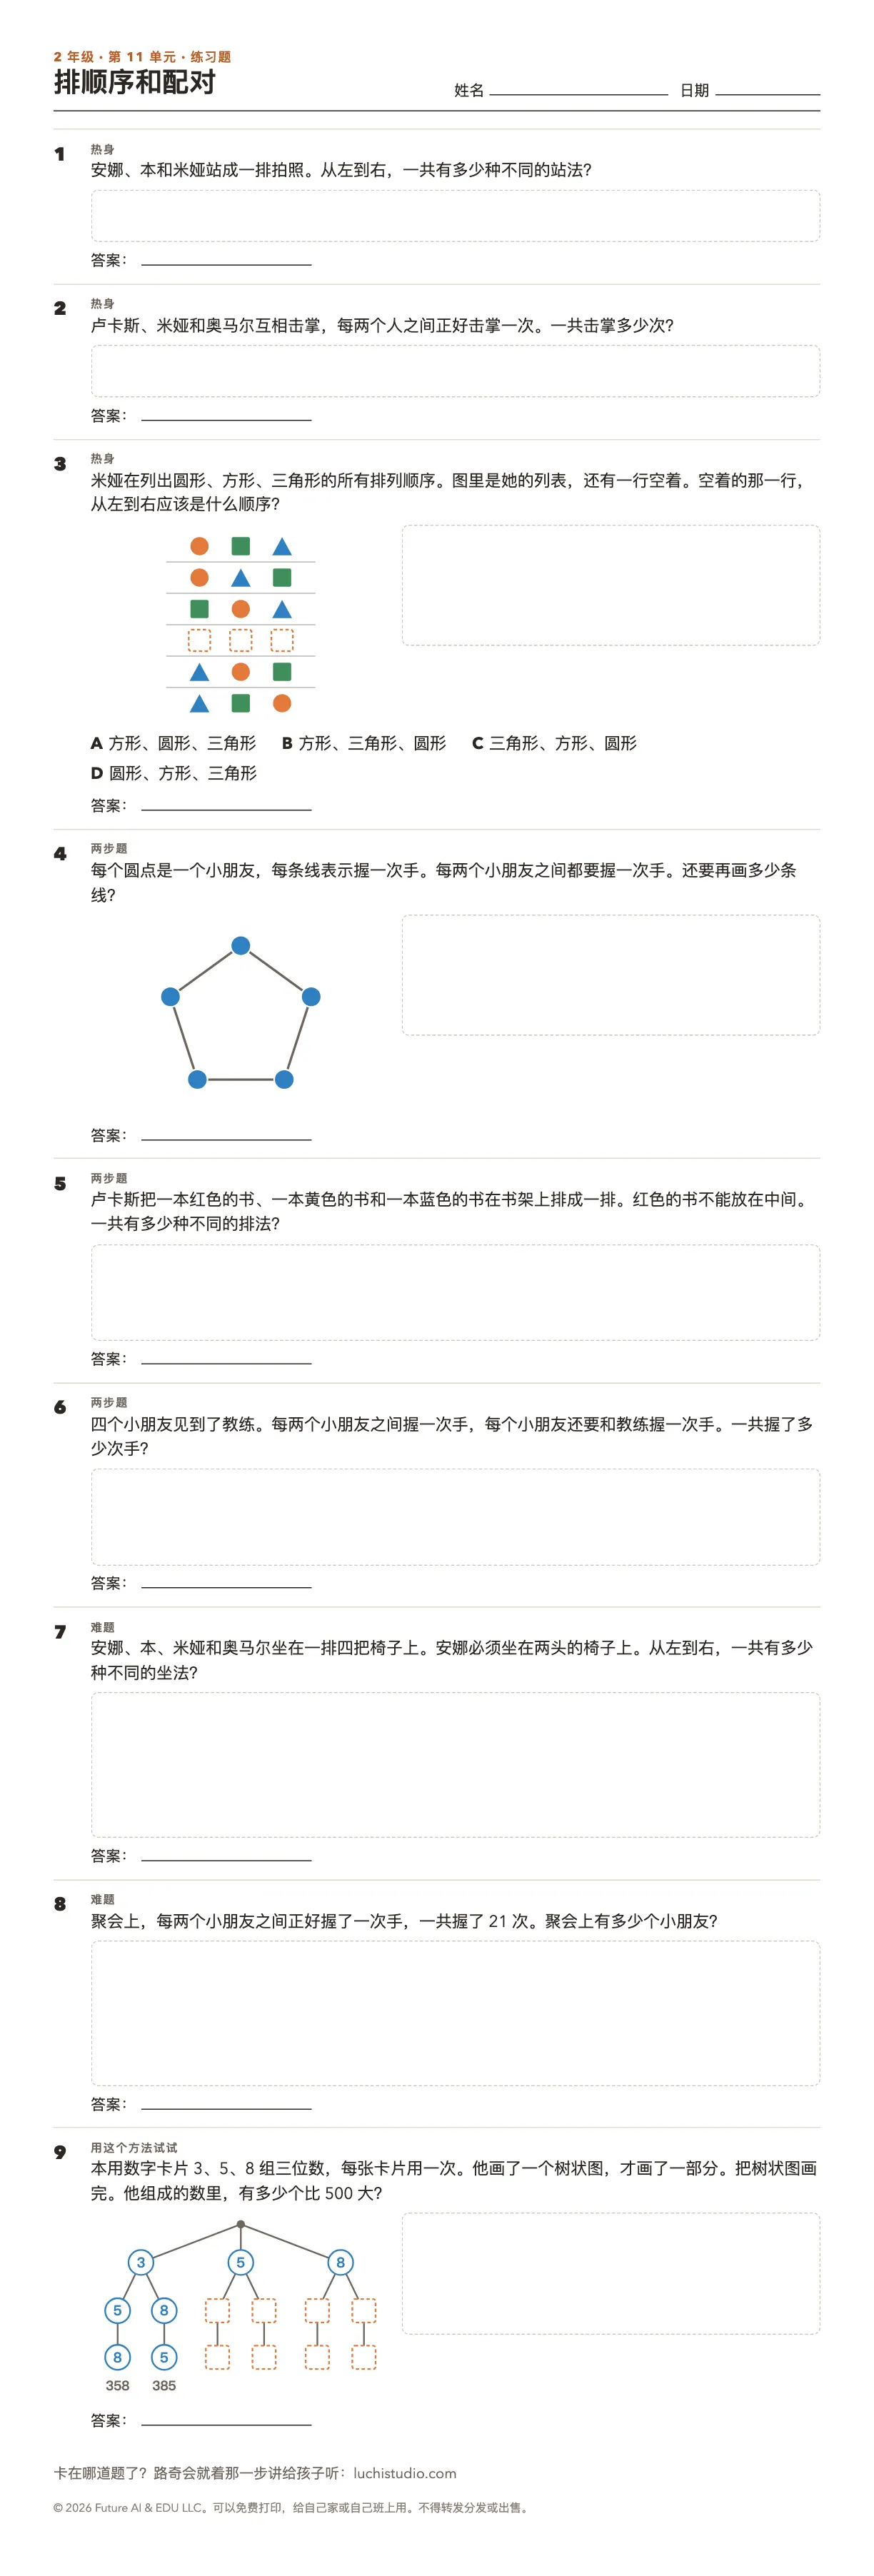 2 年级 · 第 11 单元 · 练习题
排顺序和配对
姓名 日期
1
热身
安娜、本和米娅站成一排拍照。从左到右，一共有多少种不同的站法？
答案：
2
热身
卢卡斯、米娅和奥马尔互相击掌，每两个人之间正好击掌一次。一共击掌多少次？
答案：
3
热身
米娅在列出圆形、方形、三角形的所有排列顺序。图里是她的列表，还有一行空着。空着的那一行，
从左到右应该是什么顺序？
A 方形、圆形、三角形 B 方形、三角形、圆形 C 三角形、方形、圆形
D 圆形、方形、三角形
答案：
4
两步题
每个圆点是一个小朋友，每条线表示握一次手。每两个小朋友之间都要握一次手。还要再画多少条
线？
答案：
5
两步题
卢卡斯把一本红色的书、一本黄色的书和一本蓝色的书在书架上排成一排。红色的书不能放在中间。
一共有多少种不同的排法？
答案：
6
两步题
四个小朋友见到了教练。每两个小朋友之间握一次手，每个小朋友还要和教练握一次手。一共握了多
少次手？
答案：
7
难题
安娜、本、米娅和奥马尔坐在一排四把椅子上。安娜必须坐在两头的椅子上。从左到右，一共有多少
种不同的坐法？
答案：
8
难题
聚会上，每两个小朋友之间正好握了一次手，一共握了 21 次。聚会上有多少个小朋友？
答案：
9
用这个方法试试
本用数字卡片 3、5、8 组三位数，每张卡片用一次。他画了一个树状图，才画了一部分。把树状图画
完。他组成的数里，有多少个比 500 大？
3 5 8
5 8
8 5
358 385
答案：
卡在哪道题了？路奇会就着那一步讲给孩子听：luchistudio.com
© 2026 Future AI & EDU LLC。可以免费打印，给自己家或自己班上用。不得转发分发或出售。